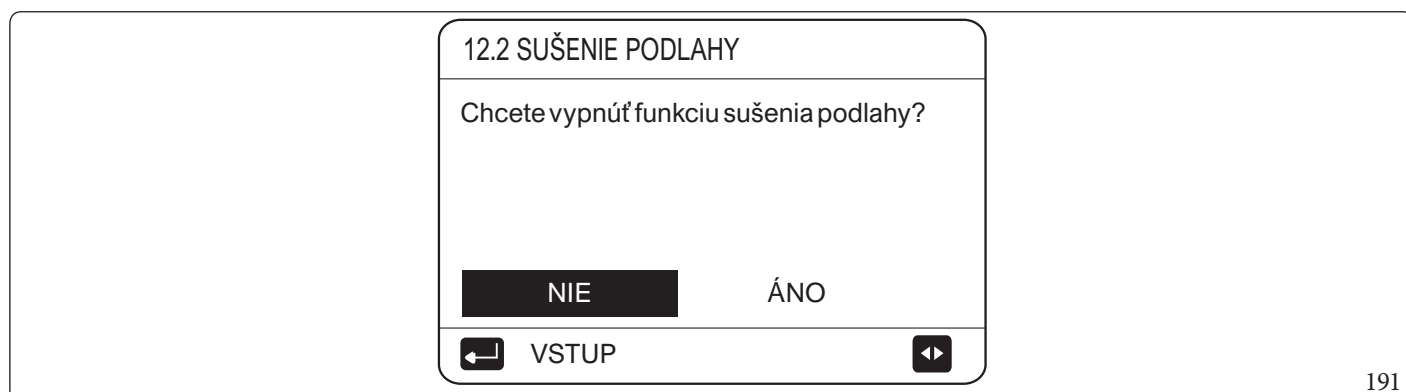 12.2 SUŠENIE PODLAHY
Chcete vypnúť funkciu sušenia podlahy?
NIE ÁNO
VSTUP
191